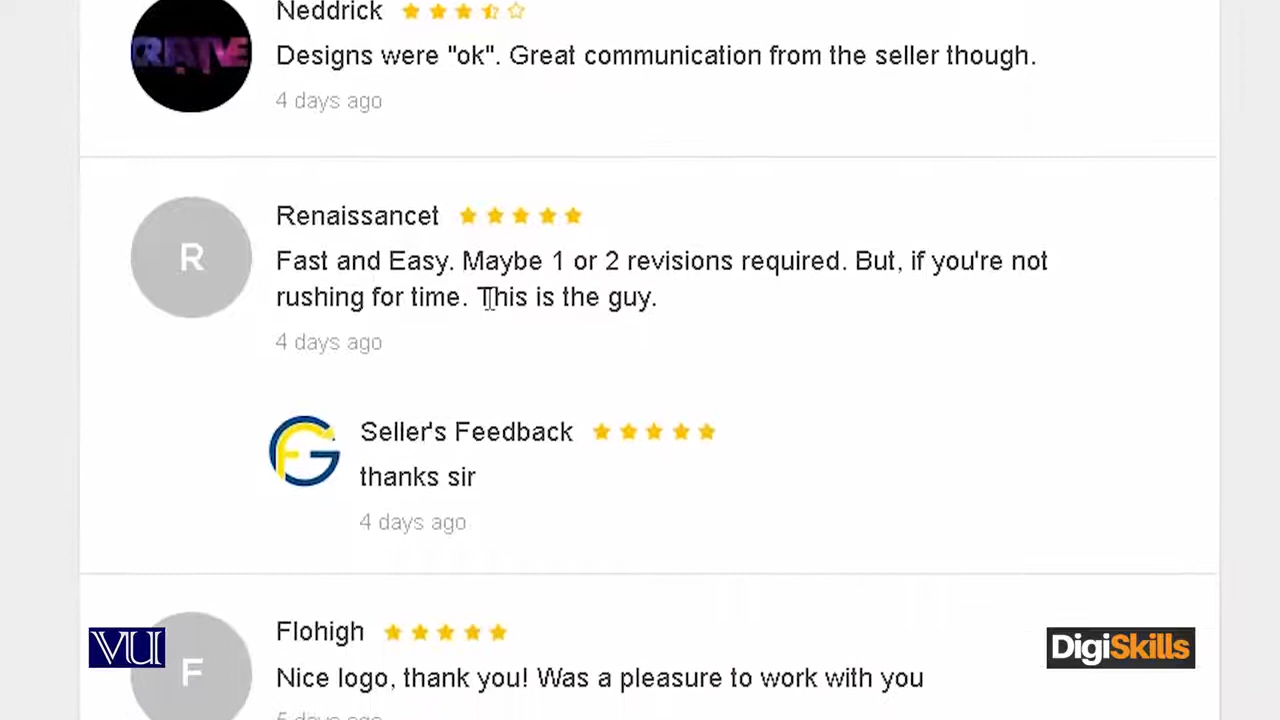 Neddrick
Designs were "ok". Great communication from the seller though.
4 days ago
R
Renaissancet
Fast and Easy. Maybe 1 or 2 revisions required. But, if you're not
rushing for time. This is the guy.
4 days ago
Seller's Feedback
thanks sir
4 days ago
VU
F
Flohigh
DigiSkills
Nice logo, thank you! Was a pleasure to work with you
5 days ago